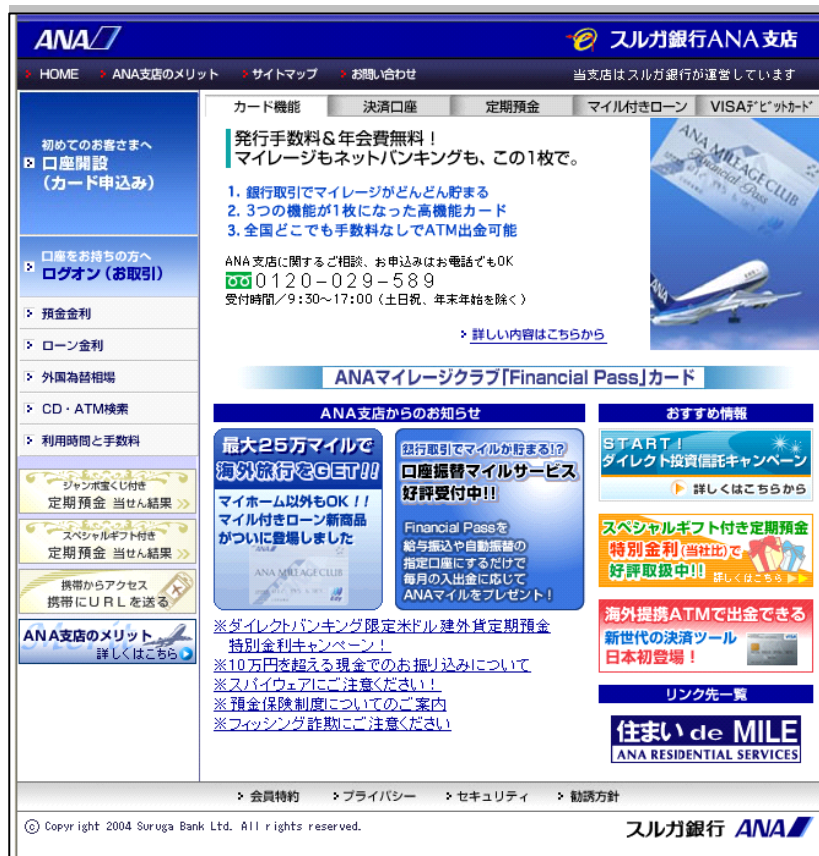 ANA
スルガ銀行ANA支店
HOME ANA支店のメリット サイトマップ お問い合わせ 当支店はスルガ銀行が運営しています
カード機能 決済口座 定期預金 マイル付きローン VISAデビットカード
初めてのお客さまへ
口座開設
(カード申込み)
口座をお持ちの方へ
ログオン(お取引)
預金金利
ローン金利
外国為替相場
CD・ATM検索
利用時間と手数料
ジャンボ宝くじ付き
定期預金 当せん結果
スペシャルギフト付き
定期預金 当せん結果
携帯からアクセス
携帯にURLを送る
ANA支店のメリット
詳しくはこちら
発行手数料&年会費無料!
マイレージもネットバンキングも、この1枚で。
1. 銀行取引でマイレージがどんどん貯まる
2. 3つの機能が1枚になった高機能カード
3. 全国どこでも手数料なしでATM出金可能
ANA支店に関するご相談、お申込みはお電話でもOK
0120-029-589
受付時間/9:30~17:00(土日祝、年末年始を除く)
詳しい内容はこちらから
ANA MILEAGE CLUB
Financial Pass
ANA
ANAマイレージクラブ「Financial Pass」カード
ANA支店からのお知らせ
最大25万マイルで
海外旅行をGET!!
マイホーム以外もOK!!
マイル付きローン新商品
がついに登場しました
ANA MILEAGE CLUB
銀行取引でマイルが貯まる!?
口座振替マイルサービス
好評受付中!!
Financial Passを
給与振込や自動振替の
指定口座にするだけで
毎月の入出金に応じて
ANAマイルをプレゼント!
※ダイレクトバンキング限定米ドル建外貨定期預金
特別金利キャンペーン!
※10万円を超える現金でのお振り込みについて
※スパイウェアにご注意ください!
※預金保険制度についてのご案内
※フィッシング詐欺にご注意ください
おすすめ情報
START!
ダイレクト投資信託キャンペーン
詳しくはこちらから
スペシャルギフト付き定期預金
特別金利(当社比)で
好評取扱中!! 詳しくはこちら
海外提携ATMで出金できる
新世代の決済ツール
日本初登場!
リンク先一覧
住まい de MILE
ANA RESIDENTIAL SERVICES
会員特約 プライバシー セキュリティ 勧誘方針
© Copyright 2004 Suruga Bank Ltd. All rights reserved.
スルガ銀行 ANA